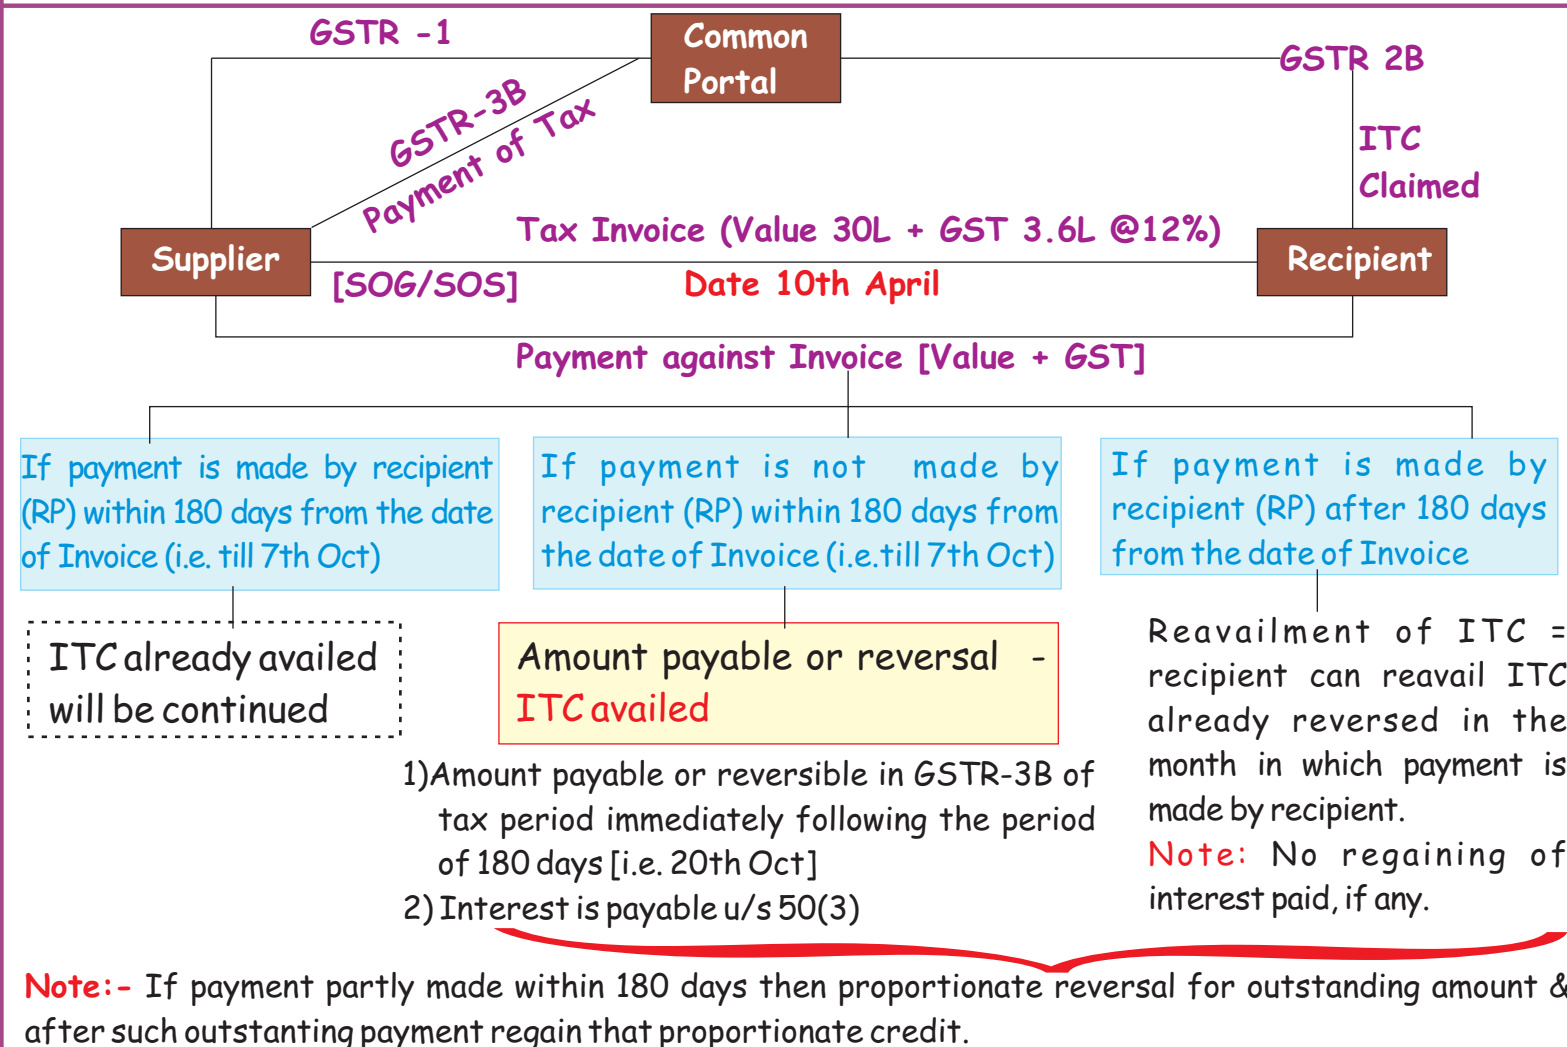 GSTR -1
Common
Portal
GSTR 2B
GSTR-3B
Payment of Tax
ITC
Claimed
Tax Invoice (Value 30L + GST 3.6L @12%)
Supplier
Recipient
[SOG/SOS]
Date 10th April
Payment against Invoice [Value + GST]
If payment is made by recipient
(RP) within 180 days from the date
of Invoice (i.e. till 7th Oct)
If payment is not made by
recipient (RP) within 180 days from
the date of Invoice (i.e.till 7th Oct)
If payment is made by
recipient (RP) after 180 days
from the date of Invoice
ITC already availed
will be continued
Amount payable or reversal -
ITC availed
1)Amount payable or reversible in GSTR-3B of
tax period immediately following the period
of 180 days [i.e. 20th Oct]
2) Interest is payable u/s 50(3)
Reavailment of ITC =
recipient can reavail ITC
already reversed in the
month in which payment is
made by recipient.
Note: No regaining of
interest paid, if any.
Note:- If payment partly made within 180 days then proportionate reversal for outstanding amount &
after such outstanting payment regain that proportionate credit.